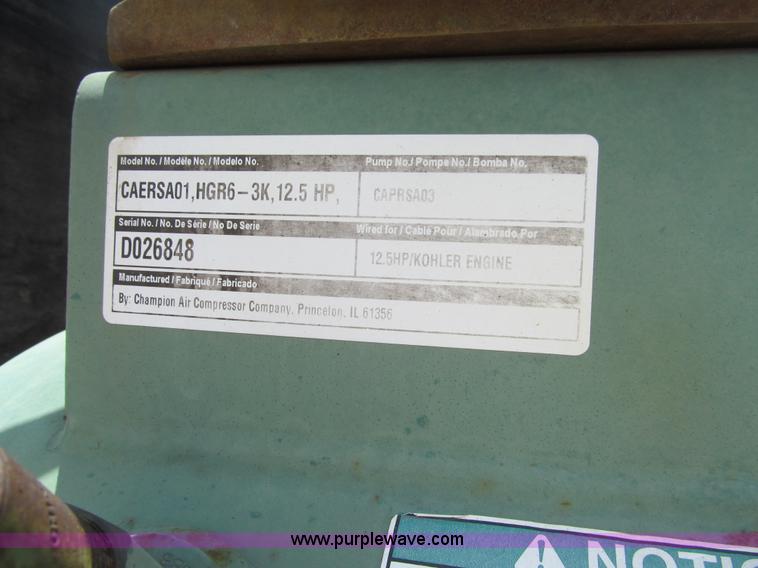 Model No. / Modèle No. / Modelo No.
Pump No./ Pompe No./ Bomba No.
CAERSA01,HGR6-3K,12.5 HP,
CAPRSA03
Serial No. / No. De Série / No De Serie
Wired for / Cablé Pour / Alambrado Por
D026848
12.5HP/KOHLER ENGINE
Manufactured / Fabriqué / Fabricado
By: Champion Air Compressor Company, Princeton, IL 61356
NOTIC
www.purplewave.com